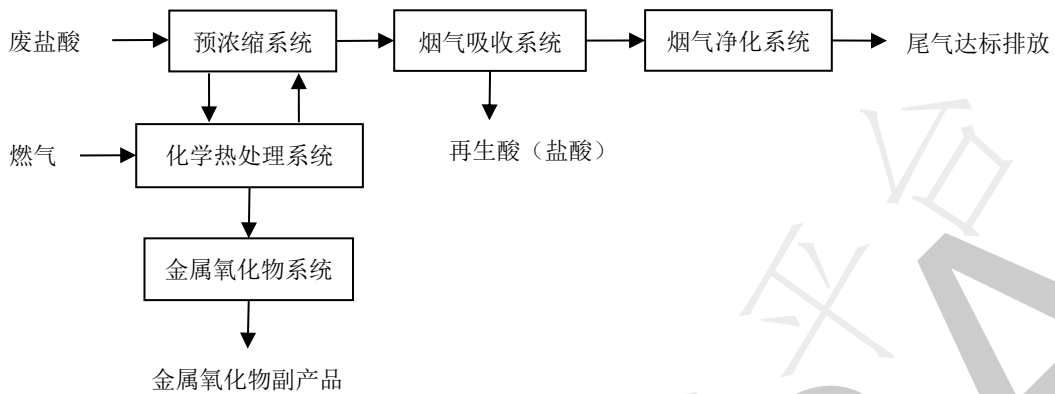 废盐酸
预浓缩系统
烟气吸收系统
烟气净化系统
尾气达标排放
燃气
化学热处理系统
再生酸（盐酸）
金属氧化物系统
金属氧化物副产品
平台